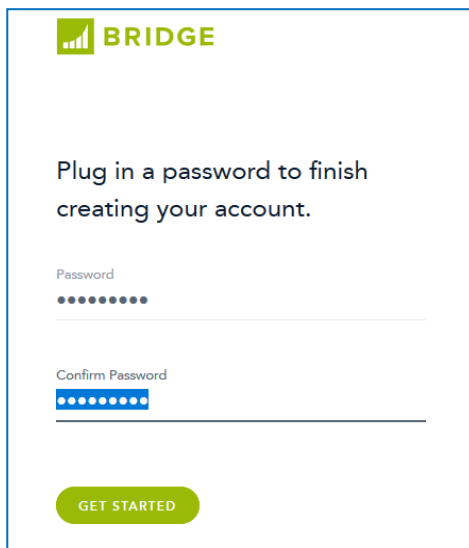 BRIDGE
Plug in a password to finish
creating your account.
Password
•••••••••
Confirm Password
•••••••••
GET STARTED